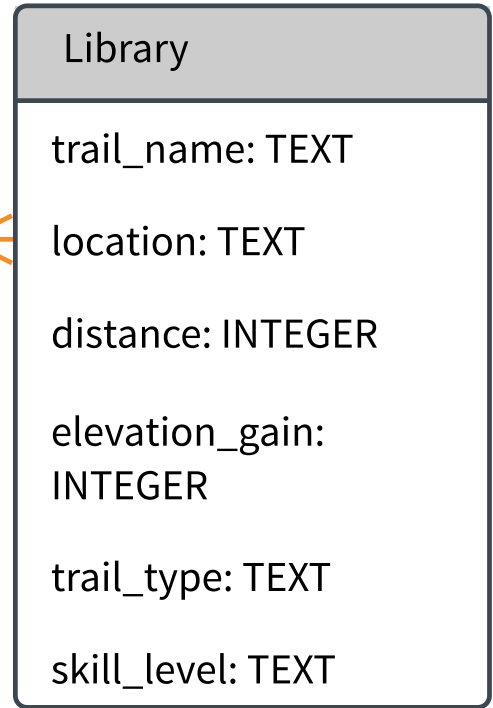 Library
trail_name: TEXT
location: TEXT
distance: INTEGER
elevation_gain:
INTEGER
trail_type: TEXT
skill_level: TEXT